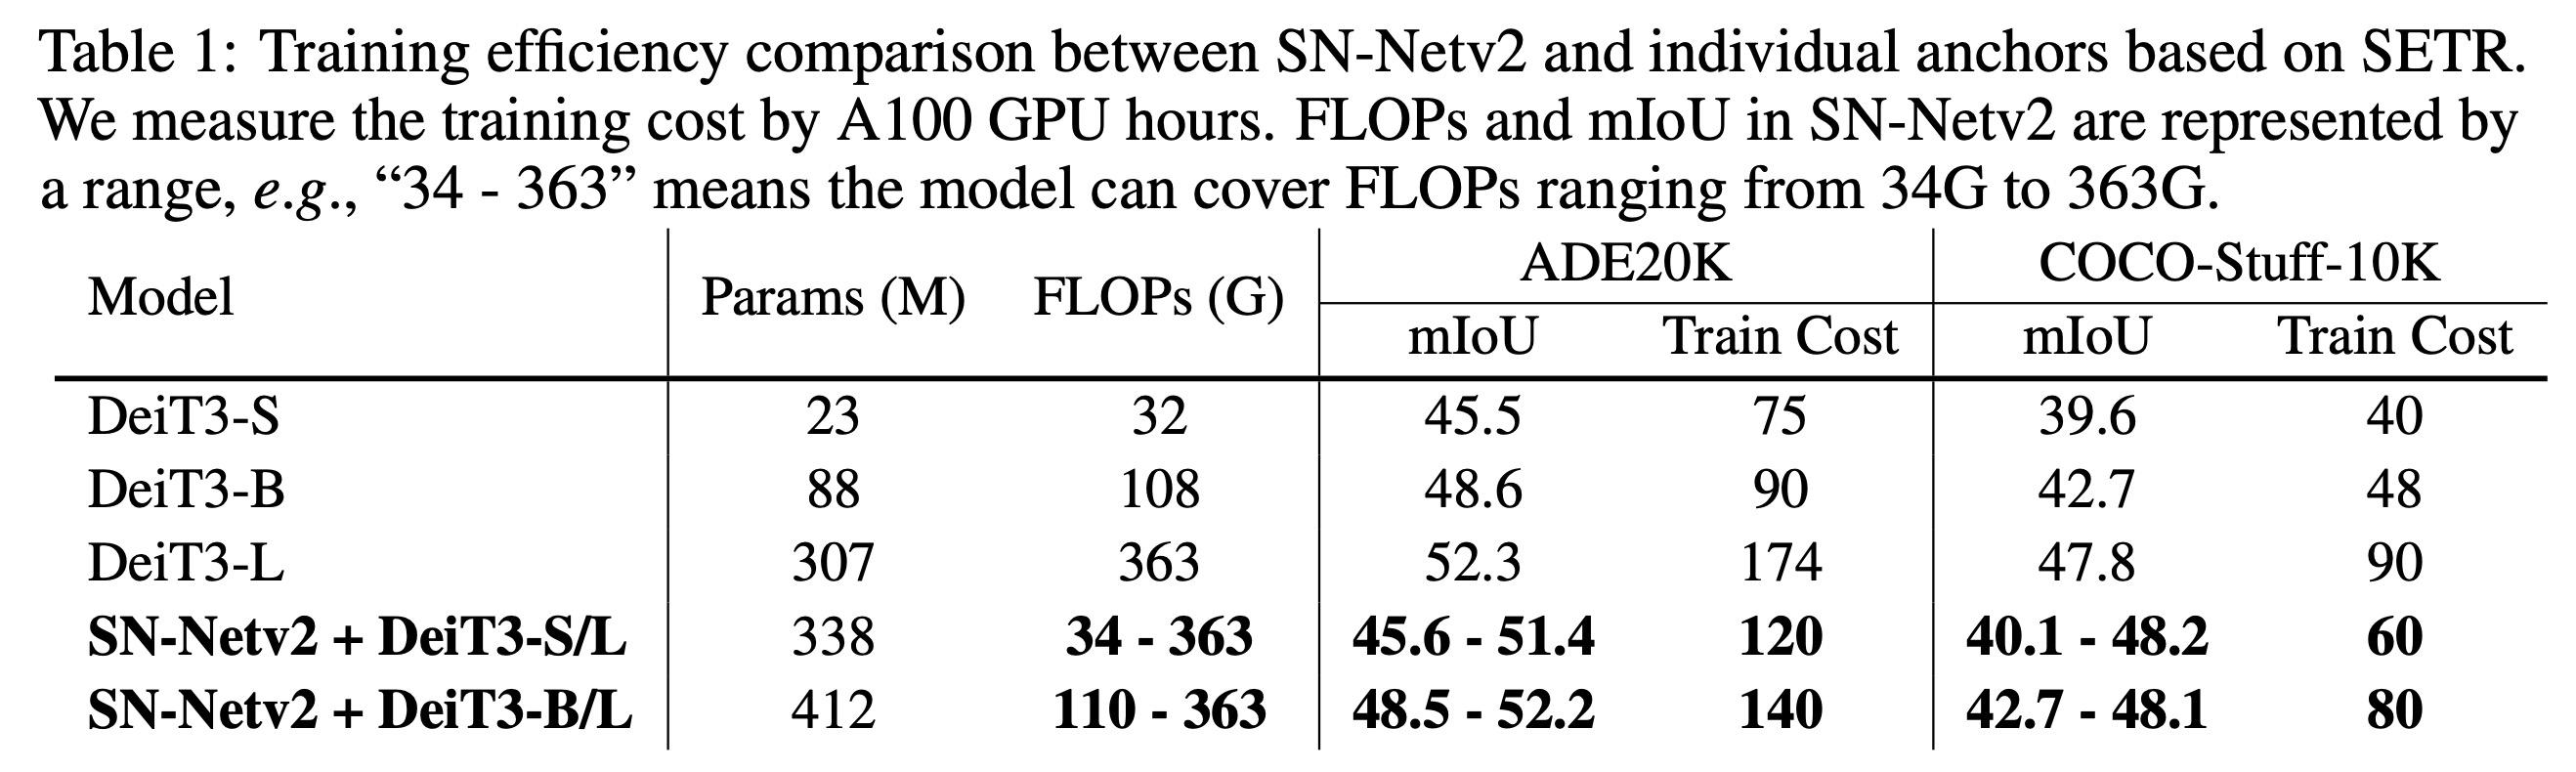 Table 1: Training efficiency comparison between SN-Netv2 and individual anchors based on SETR.
We measure the training cost by A100 GPU hours. FLOPs and mIoU in SN-Netv2 are represented by
a range, e.g., “34 - 363” means the model can cover FLOPs ranging from 34G to 363G.
Model Params (M) FLOPs (G) ADE20K COCO-Stuff-10K
mIoU Train Cost mIoU Train Cost
DeiT3-S 23 32 45.5 75 39.6 40
DeiT3-B 88 108 48.6 90 42.7 48
DeiT3-L 307 363 52.3 174 47.8 90
SN-Netv2 + DeiT3-S/L 338 34 - 363 45.6 - 51.4 120 40.1 - 48.2 60
SN-Netv2 + DeiT3-B/L 412 110 - 363 48.5 - 52.2 140 42.7 - 48.1 80